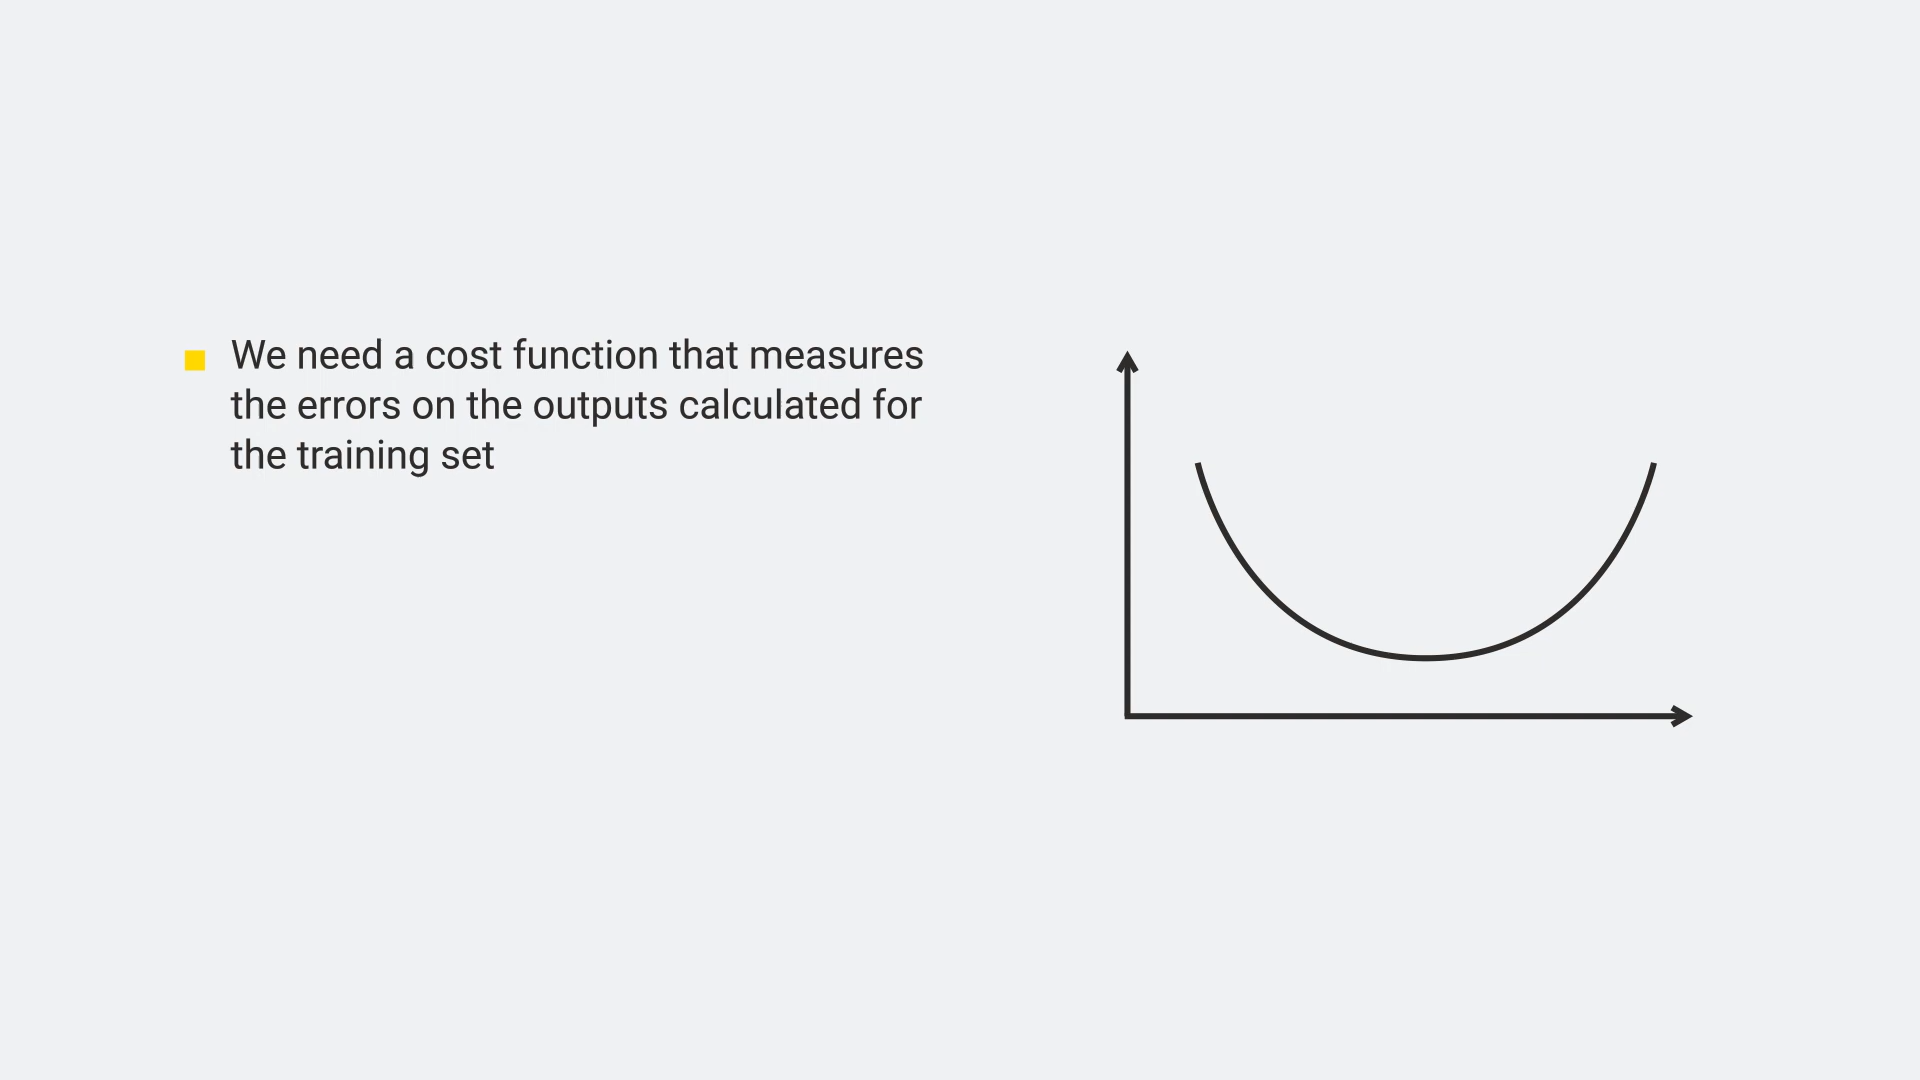 We need a cost function that measures
the errors on the outputs calculated for
the training set